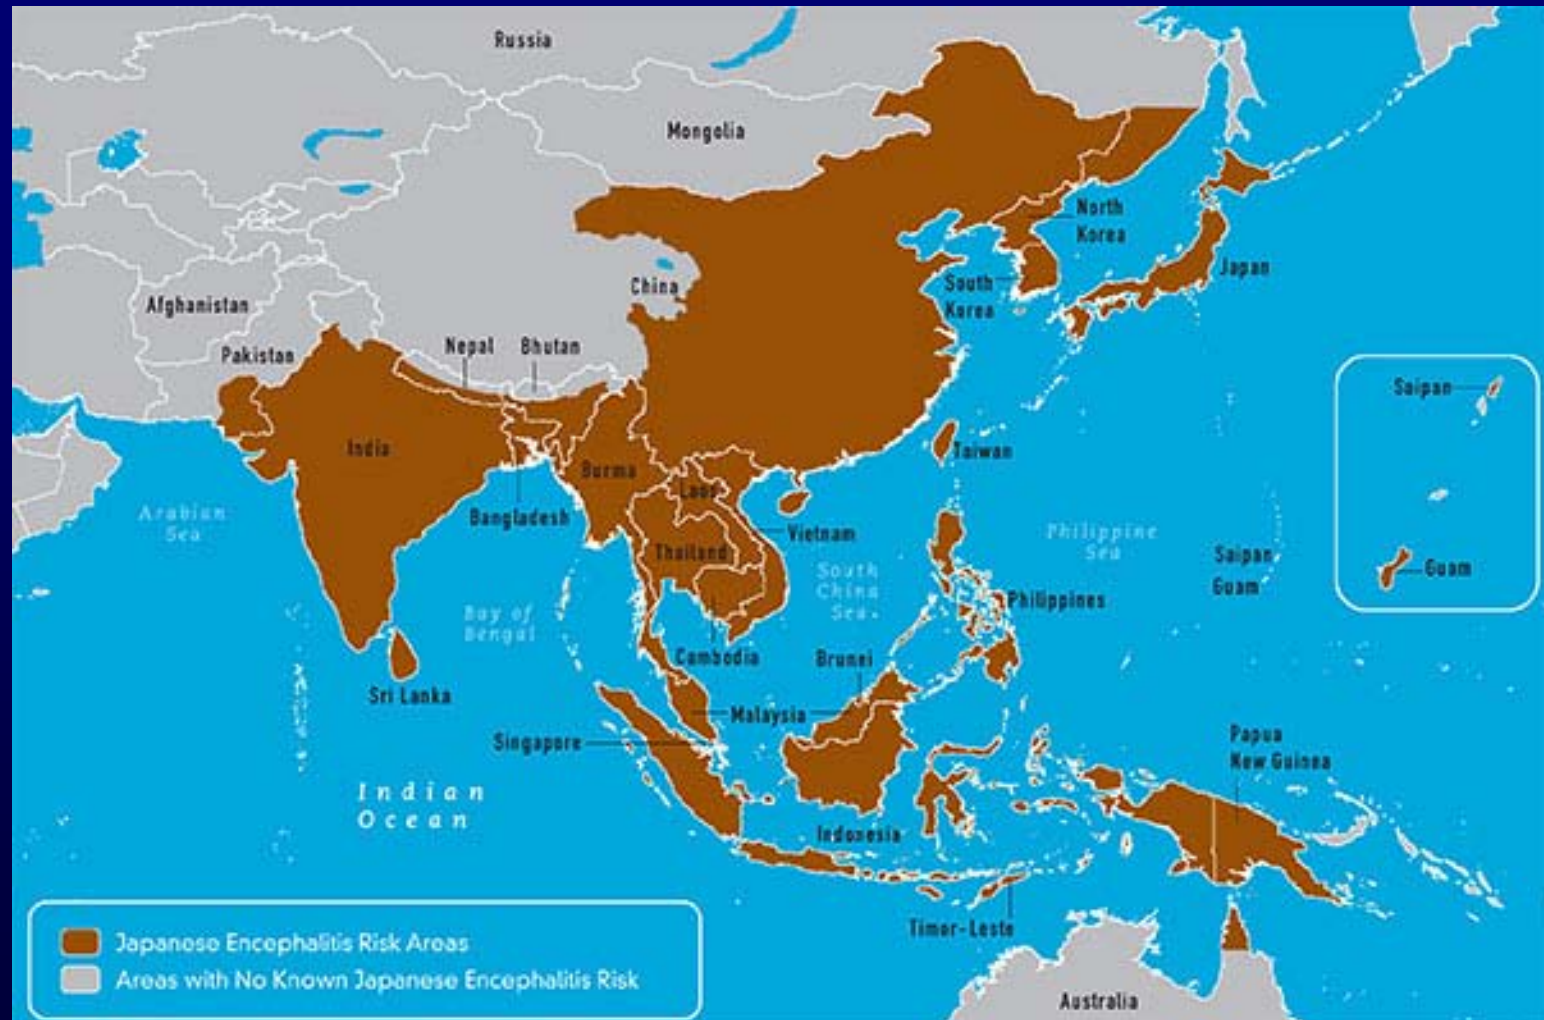 Russia
Mongolia
North
Korea
Japan
South
Korea
China
Afghanistan
Pakistan
Nepal
Bhutan
India
Burma
Laos
Taiwan
Bangladesh
Vietnam
Thailand
Arabian
Sea
Philippine
Sea
South
China
Sea
Bay of
Bengal
Saipan
Guam
Saipan
Guam
Philippines
Cambodia
Brunei
Sri Lanka
Malaysia
Singapore
Papua
New Guinea
Indian
Ocean
Indonesia
Timor-Leste
Australia
Japanese Encephalitis Risk Areas
Areas with No Known Japanese Encephalitis Risk